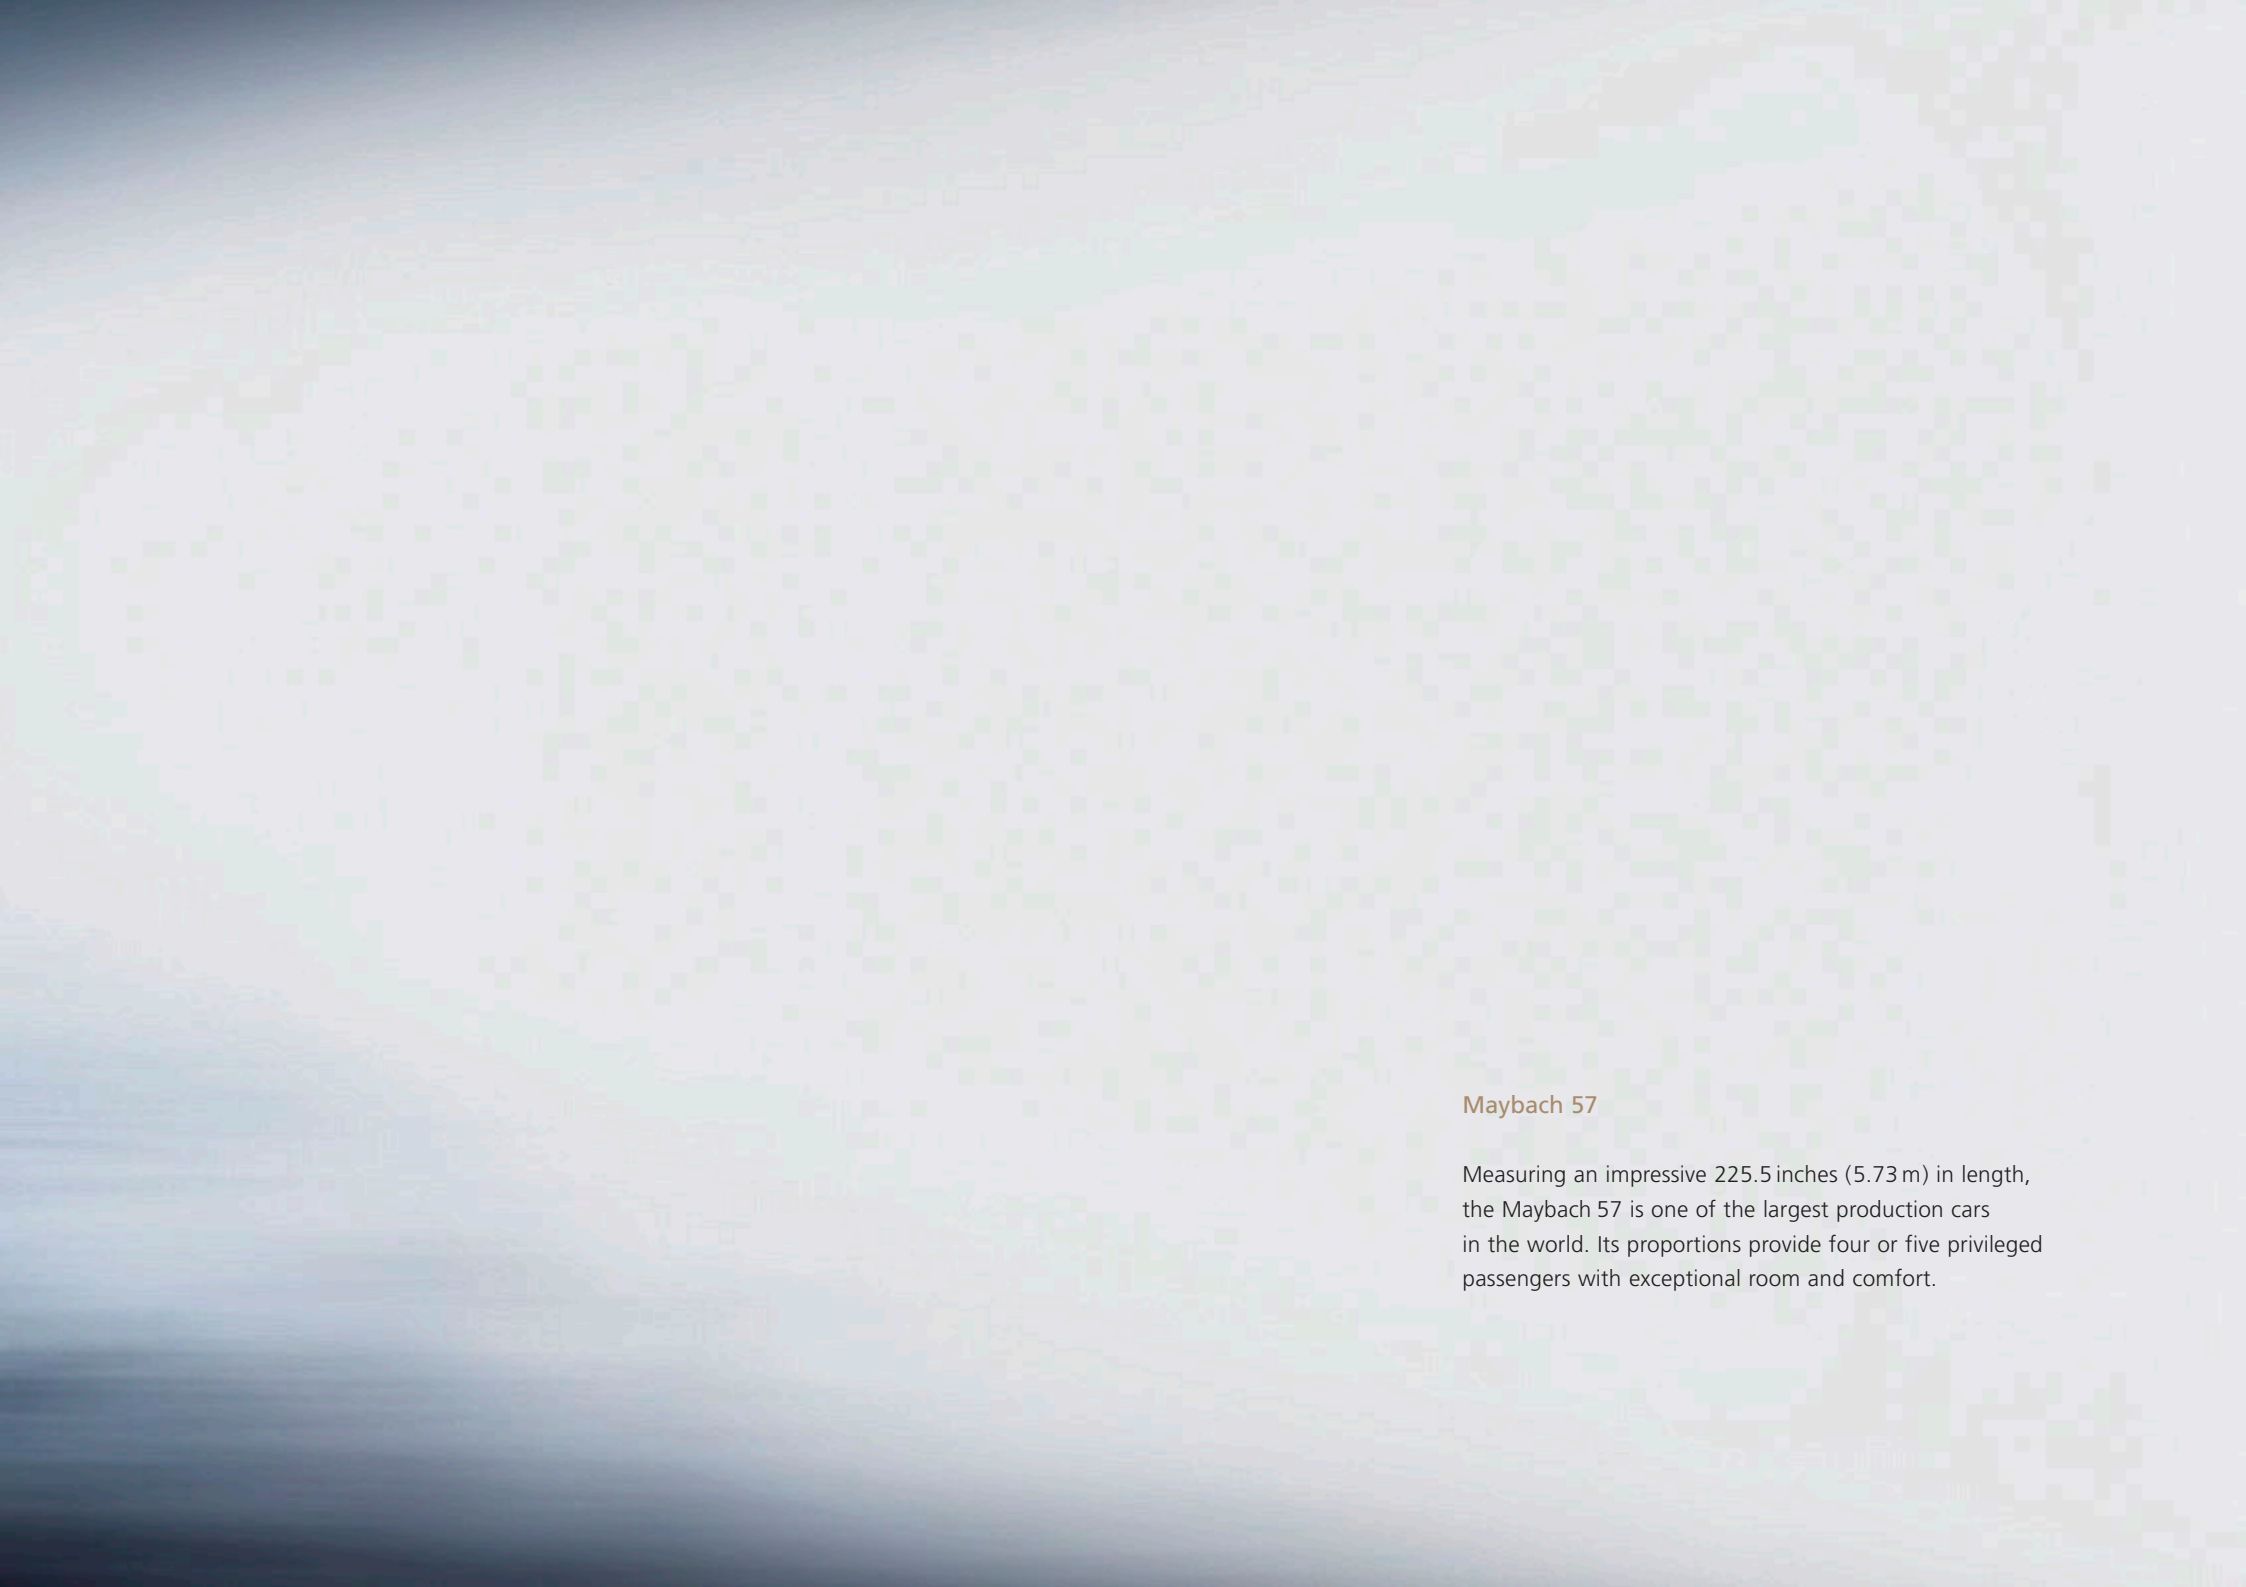 Maybach 57
Measuring an impressive 225.5 inches (5.73 m) in length,
the Maybach 57 is one of the largest production cars
in the world. Its proportions provide four or five privileged
passengers with exceptional room and comfort.